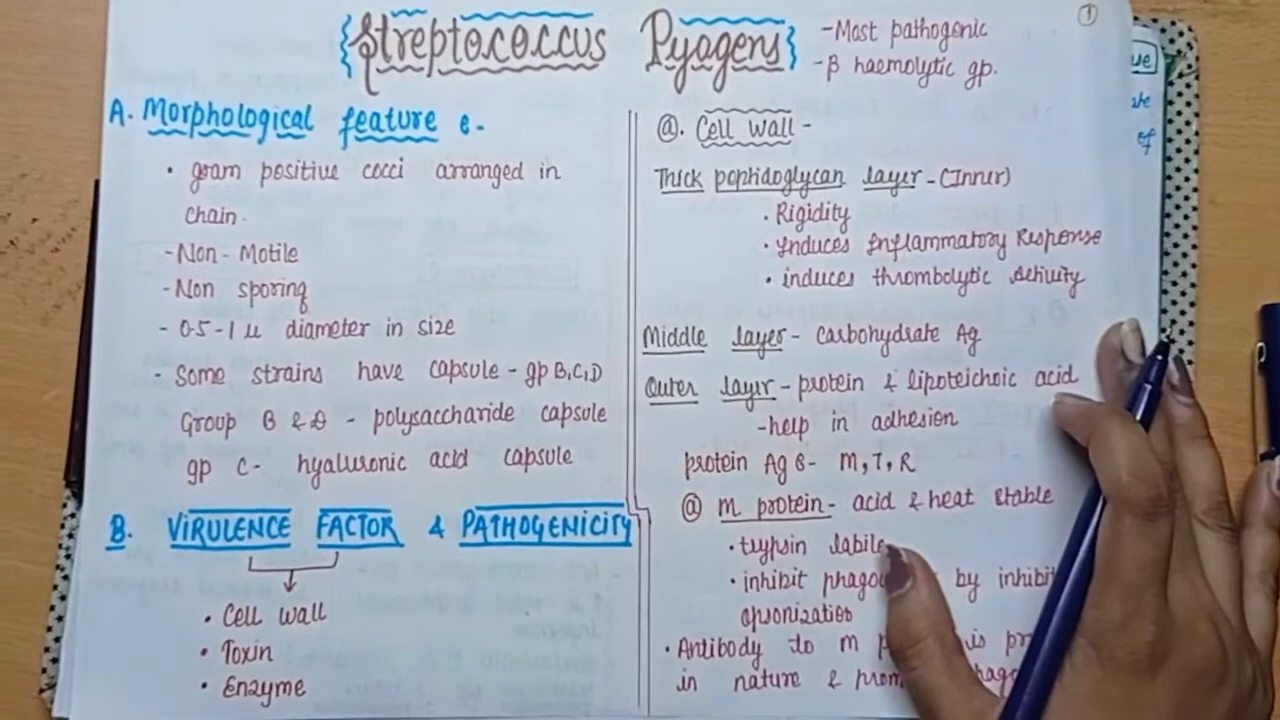 Streptococcus Pyogens
-Most pathogenic
-β haemolytic gp.
1
A. Morphological feature :-
• gram positive cocci arranged in
chain.
-Non-Motile
-Non sporing
- 0.5-1 μ diameter in size
- Some strains have capsule - gp B,C,D
Group B & D - polysaccharide capsule
gp C- hyaluronic acid capsule
B. VIRULENCE FACTOR & PATHOGENICITY
• Cell wall
• Toxin
• Enzyme
@. Cell wall -
Thick peptidoglycan layer - (Inner)
• Rigidity
• Induces Inflammatory Response
• induces thrombolytic Activity
Middle layer - carbohydrate Ag
Outer layer - protein & lipoteichoic acid
-help in adhesion
protein Ag :- M, T, R
@ M protein - acid & heat stable
• trypsin labile
• inhibit by
opsonization
• Antibody to M is
in nature &
ue
of